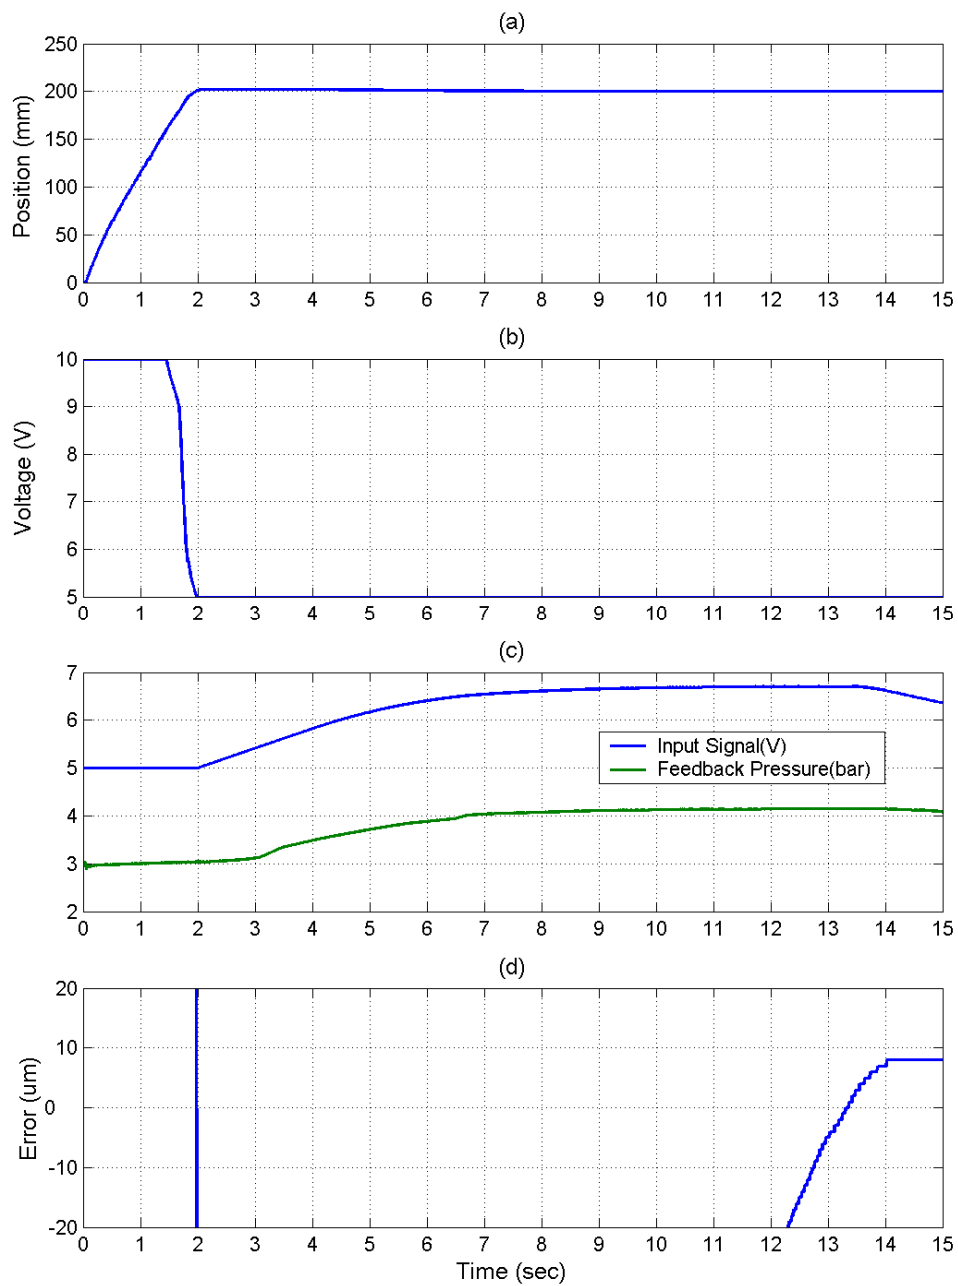 (a)
250
200
150
100
50
0
Position (mm)
0 1 2 3 4 5 6 7 8 9 10 11 12 13 14 15
(b)
10
9
8
7
6
5
Voltage (V)
0 1 2 3 4 5 6 7 8 9 10 11 12 13 14 15
(c)
7
6
5
4
3
2
Input Signal(V)
Feedback Pressure(bar)
0 1 2 3 4 5 6 7 8 9 10 11 12 13 14 15
(d)
20
10
0
-10
-20
Error (um)
0 1 2 3 4 5 6 7 8 9 10 11 12 13 14 15
Time (sec)